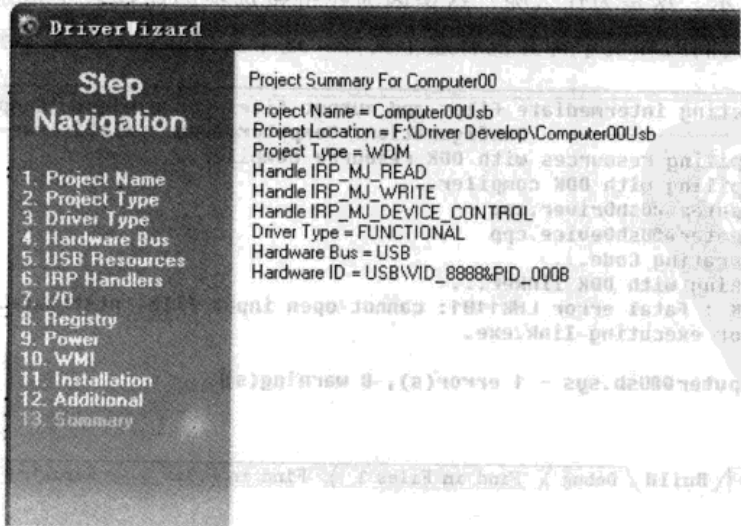 DriverWizard
Step
Navigation
1. Project Name
2. Project Type
3. Driver Type
4. Hardware Bus
5. USB Resources
6. IRP Handlers
7. I/O
8. Registry
9. Power
10. WMI
11. Installation
12. Additional
13. Summary
Project Summary For Computer00
Project Name = Computer00Usb
Project Location = F:\Driver Develop\Computer00Usb
Project Type = WDM
Handle IRP_MJ_READ
Handle IRP_MJ_WRITE
Handle IRP_MJ_DEVICE_CONTROL
Driver Type = FUNCTIONAL
Hardware Bus = USB
Hardware ID = USB\VID_8888&PID_000B